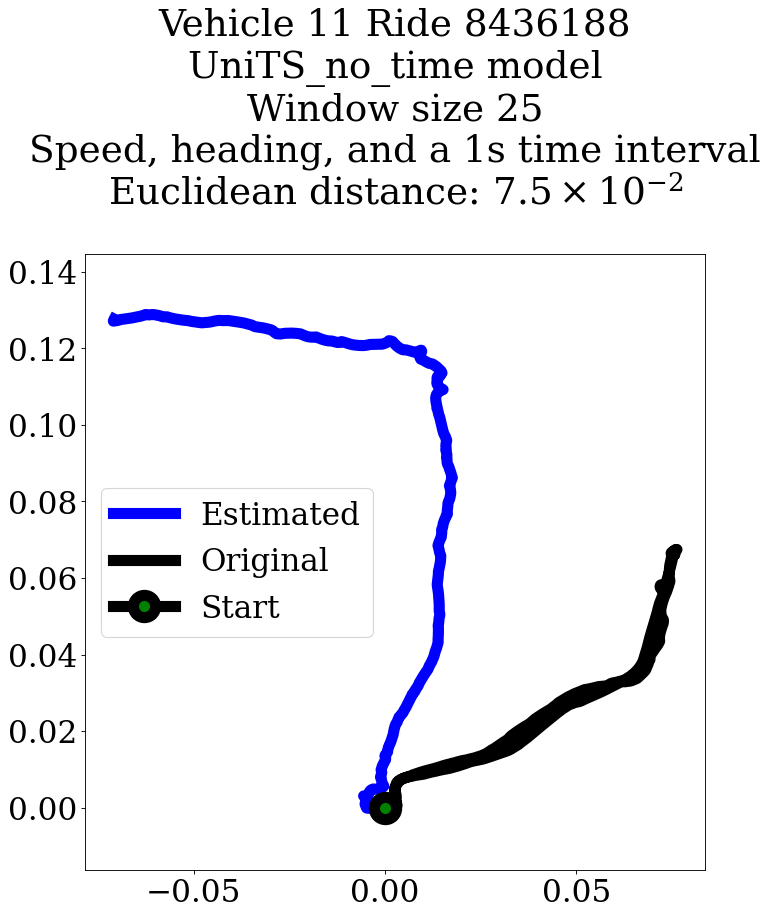 Vehicle 11 Ride 8436188
UniTS_no_time model
Window size 25
Speed, heading, and a 1s time interval
Euclidean distance: 7.5 × 10⁻²
0.14
0.12
0.10
0.08
0.06
0.04
0.02
0.00
Estimated
Original
Start
−0.05
0.00
0.05